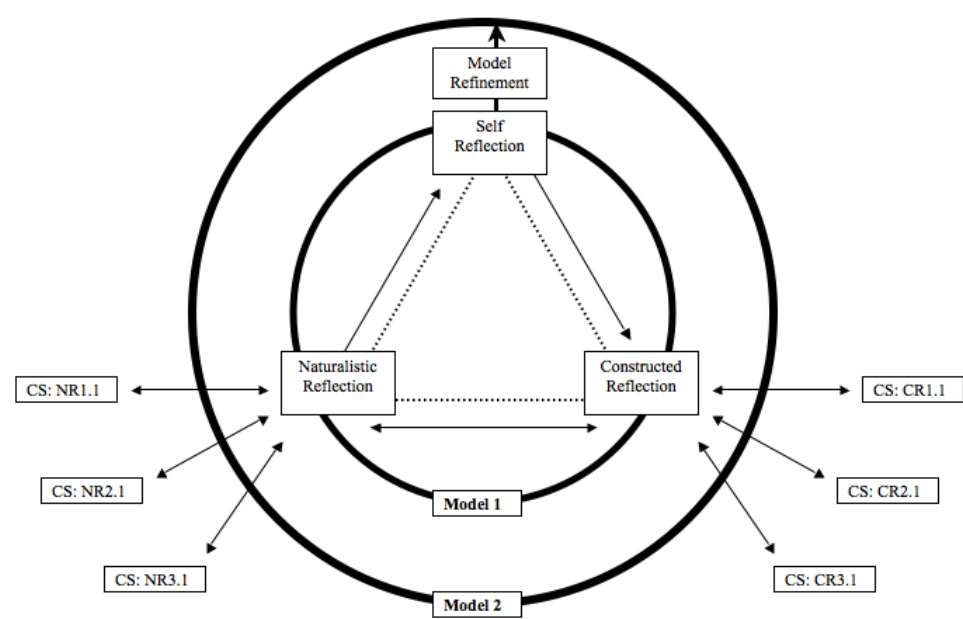 Model
Refinement
Self
Reflection
Naturalistic
Reflection
Constructed
Reflection
CS: NR1.1
CS: CR1.1
CS: NR2.1
CS: CR2.1
Model 1
CS: NR3.1
CS: CR3.1
Model 2